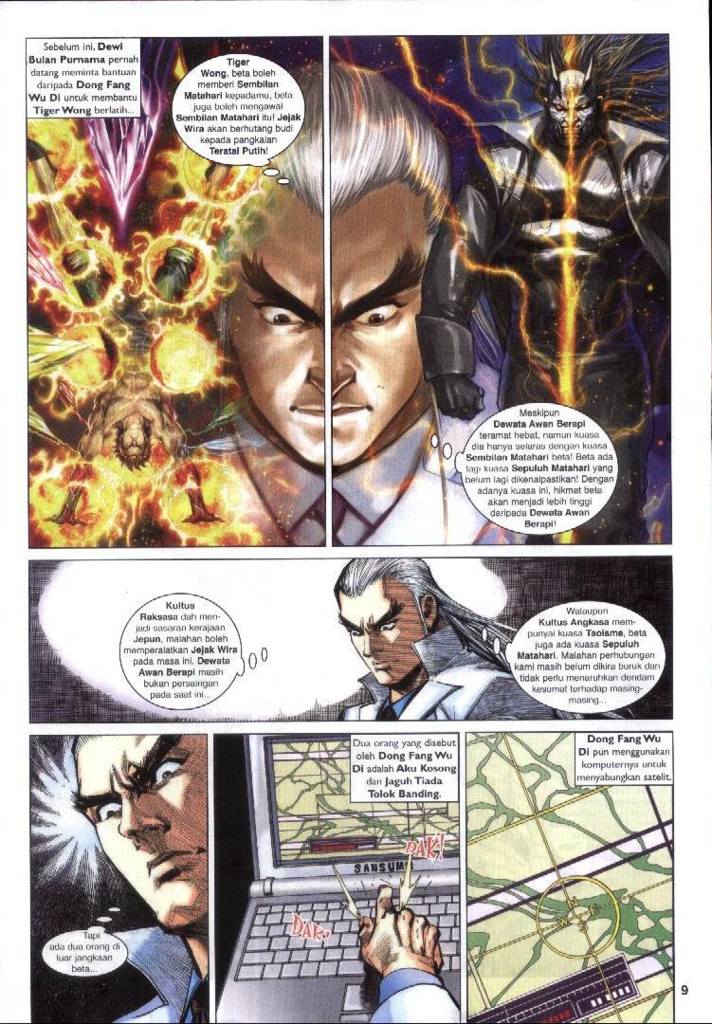 Sebelum ini, Dewi
Bulan Purnama pernah
datang meminta bantuan
daripada Dong Fang
Wu Di untuk membantu
Tiger Wong berlatih...
Tiger
Wong, beta boleh
memberi Sembilan
Matahari kepadamu, beta
juga boleh mengawal
Sembilan Matahari itu! Jejak
Wira akan berhutang budi
kepada pangkalan
Teratai Putih!
Meskipun
Dewata Awan Berapi
teramat hebat, namun kuasa
dia hanya selaras dengan kuasa
Sembilan Matahari beta! Beta ada
lagi kuasa Sepuluh Matahari yang
belum lagi dikenalpastikan! Dengan
adanya kuasa ini, hikmat beta
akan menjadi lebih tinggi
daripada Dewata Awan
Berapi!
Kultus
Raksasa dah men-
jadi sasaran kerajaan
Jepun, malahan boleh
memperalatkan Jejak Wira
pada masa ini. Dewata
Awan Berapi masih
bukan persaingan
pada saat ini...
Walaupun
Kultus Angkasa mem-
punyai kuasa Taoisme, beta
juga ada kuasa Sepuluh
Matahari. Malahan perhubungan
kami masih belum dikira buruk dan
tidak perlu menaruhkan dendam
kesumat terhadap masing-
masing...
Tapi
ada dua orang di
luar jangkaan
beta...
Dua orang yang disebut
oleh Dong Fang Wu
Di adalah Aku Kosong
dan Jaguh Tiada
Tolok Banding.
SANSUM
DAK!
DAK!
Dong Fang Wu
Di pun menggunakan
komputernya untuk
menyabungkan satelit.
9